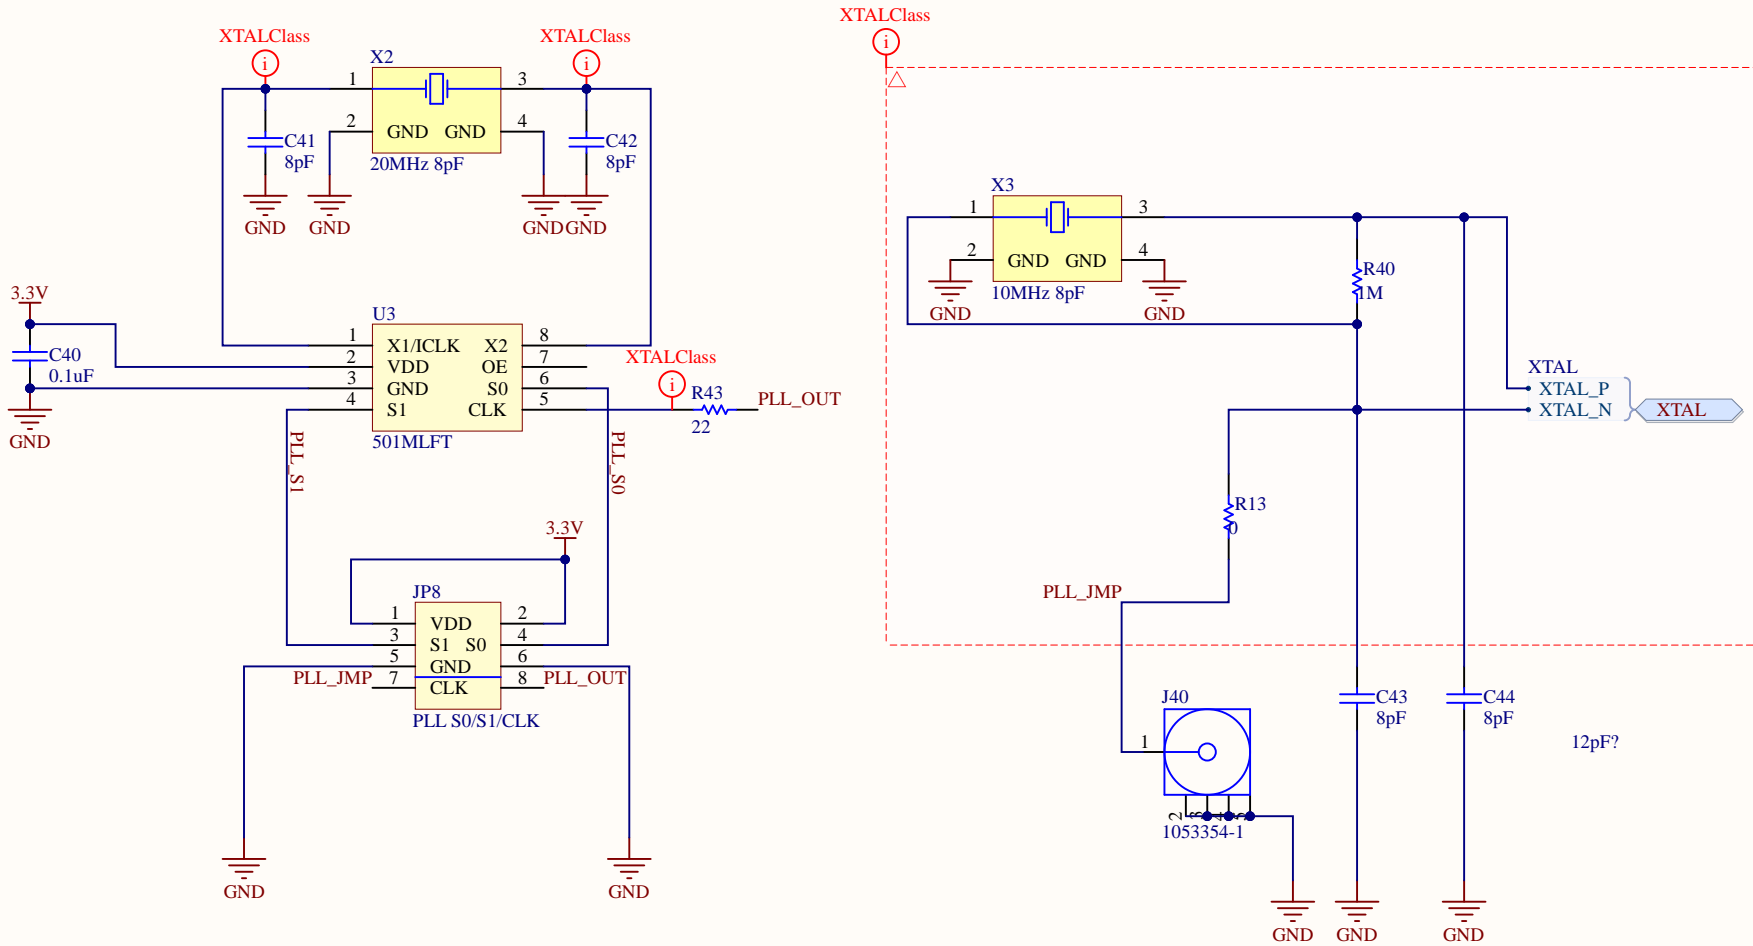 XTALClass
XTALClass
XTALClass
i
i
i
X2
1
3
2
4
GND
GND
20MHz 8pF
C41
8pF
C42
8pF
GND
GND
GND
GND
X3
1
3
2
4
GND
GND
10MHz 8pF
GND
GND
R40
1M
3.3V
C40
0.1uF
GND
U3
1
X1/ICLK
X2
8
2
VDD
OE
7
3
GND
S0
6
4
S1
CLK
5
501MLFT
XTALClass
i
R43
22
PLL_OUT
PLL_S1
PLL_S0
XTAL
XTAL_P
XTAL_N
XTAL
R13
0
3.3V
JP8
1
VDD
2
3
S1
S0
4
5
GND
6
PLL_JMP
7
CLK
8
PLL_OUT
PLL S0/S1/CLK
GND
GND
PLL_JMP
J40
1
2
3
4
5
1053354-1
C43
8pF
C44
8pF
12pF?
GND
GND
GND